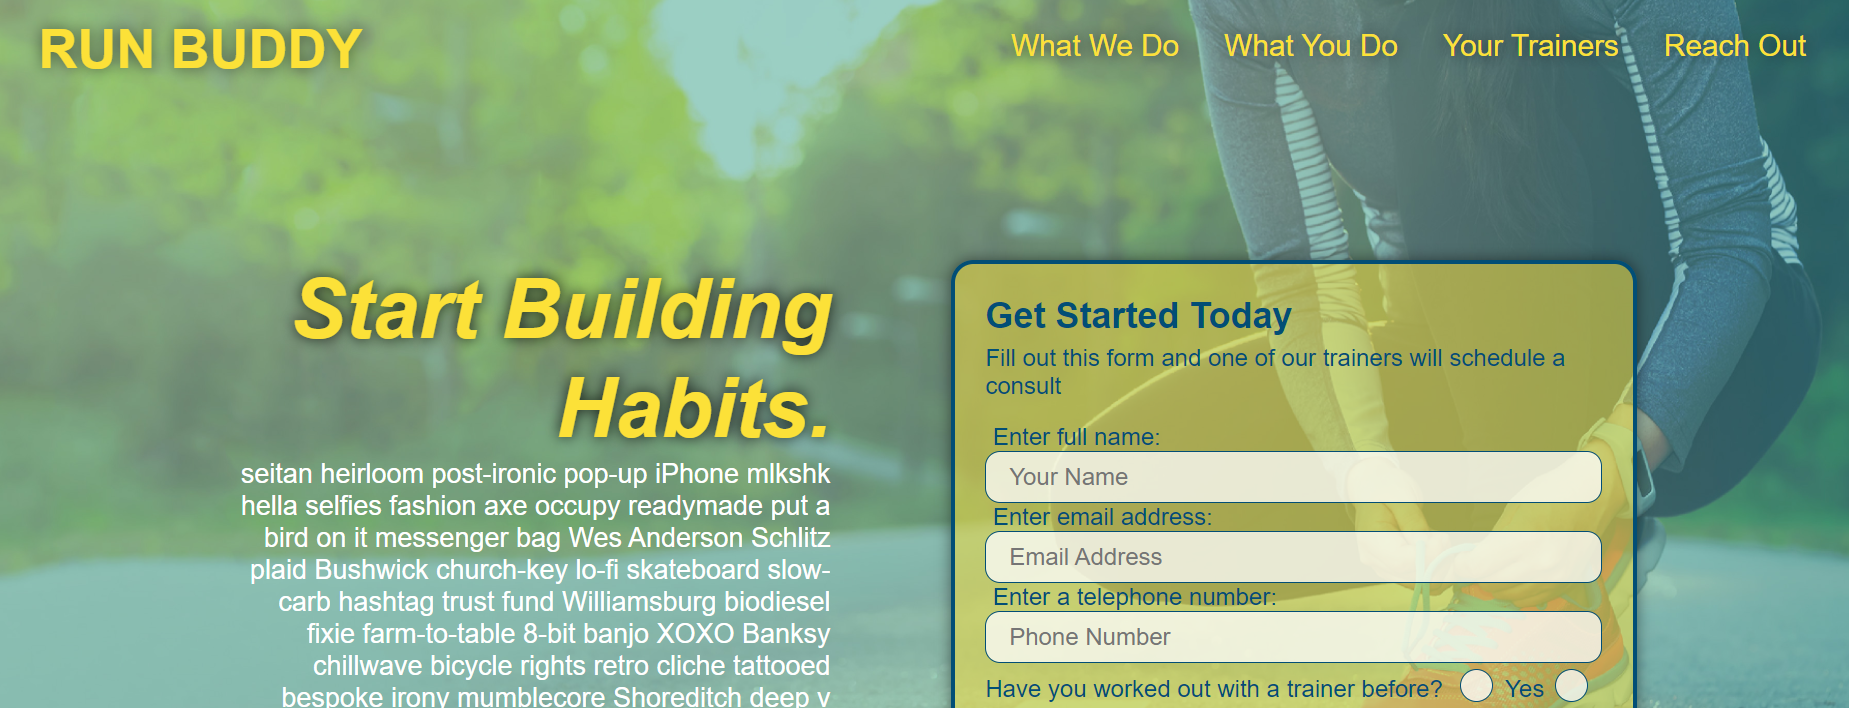 RUN BUDDY
What We Do What You Do Your Trainers Reach Out
Start Building
Habits.
seitan heirloom post-ironic pop-up iPhone mlkshk
hella selfies fashion axe occupy readymade put a
bird on it messenger bag Wes Anderson Schlitz
plaid Bushwick church-key lo-fi skateboard slow-
carb hashtag trust fund Williamsburg biodiesel
fixie farm-to-table 8-bit banjo XOXO Banksy
chillwave bicycle rights retro cliche tattooed
bespoke irony mumblecore Shoreditch deep v
Get Started Today
Fill out this form and one of our trainers will schedule a
consult
Enter full name:
Your Name
Enter email address:
Email Address
Enter a telephone number:
Phone Number
Have you worked out with a trainer before? Yes